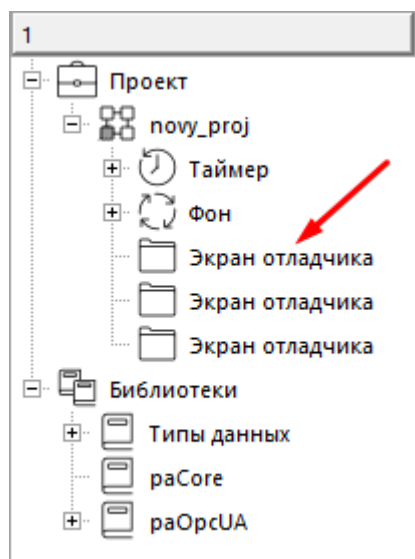 1
Проект
novy_proj
Таймер
Фон
Экран отладчика
Экран отладчика
Экран отладчика
Библиотеки
Типы данных
paCore
paOpcUA